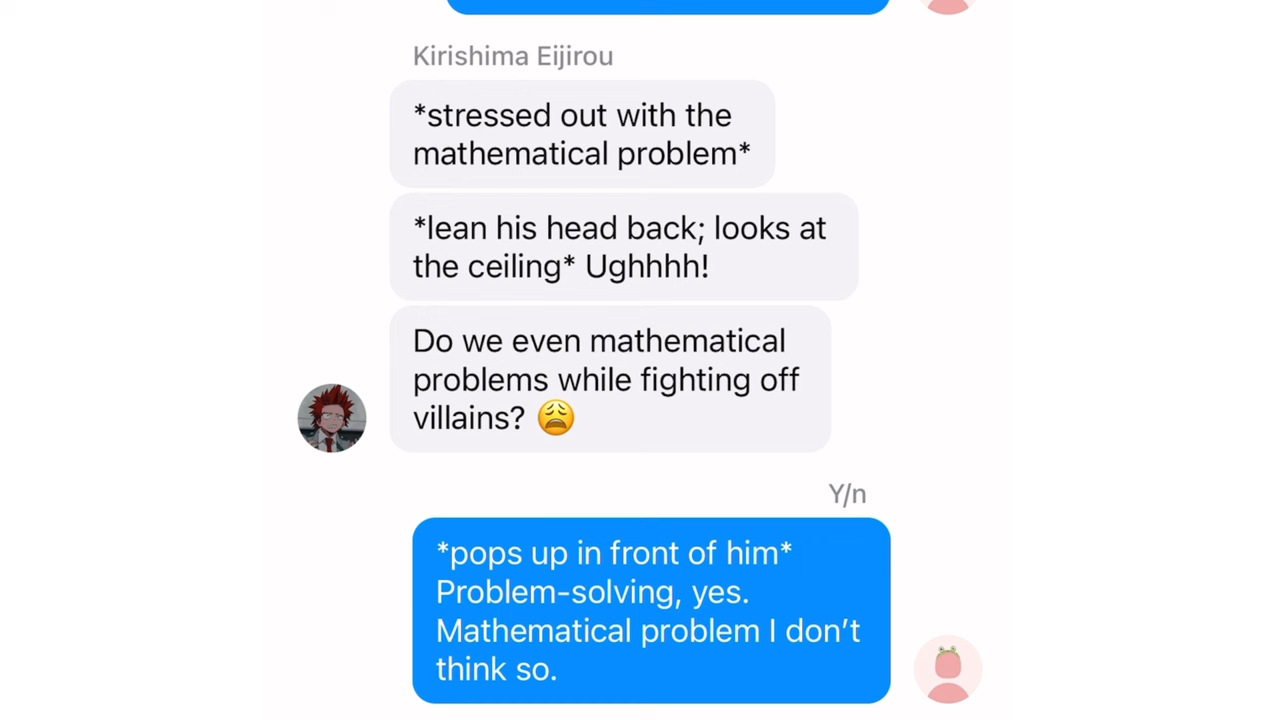 Kirishima Eijirou
*stressed out with the
mathematical problem*
*lean his head back; looks at
the ceiling* Ughhhh!
Do we even mathematical
problems while fighting off
villains? 😩
Y/n
*pops up in front of him*
Problem-solving, yes.
Mathematical problem I don’t
think so.